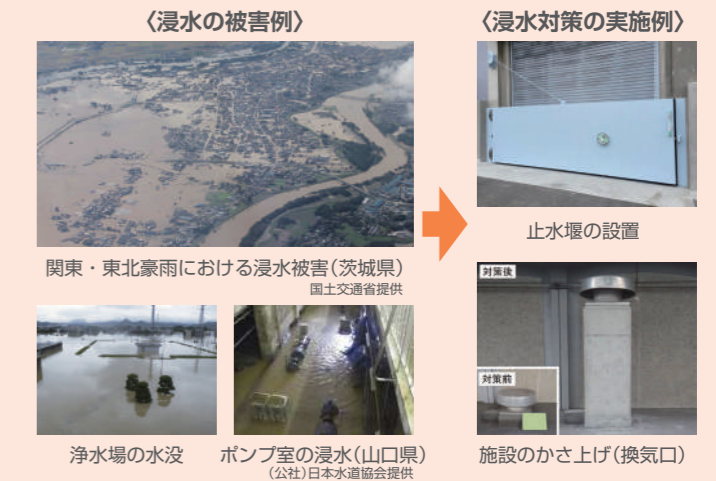 〈浸水の被害例〉
関東・東北豪雨における浸水被害(茨城県)
国土交通省提供
浄水場の水没
ポンプ室の浸水(山口県)
(公社)日本水道協会提供
〈浸水対策の実施例〉
止水堰の設置
対策後
対策前
施設のかさ上げ(換気口)